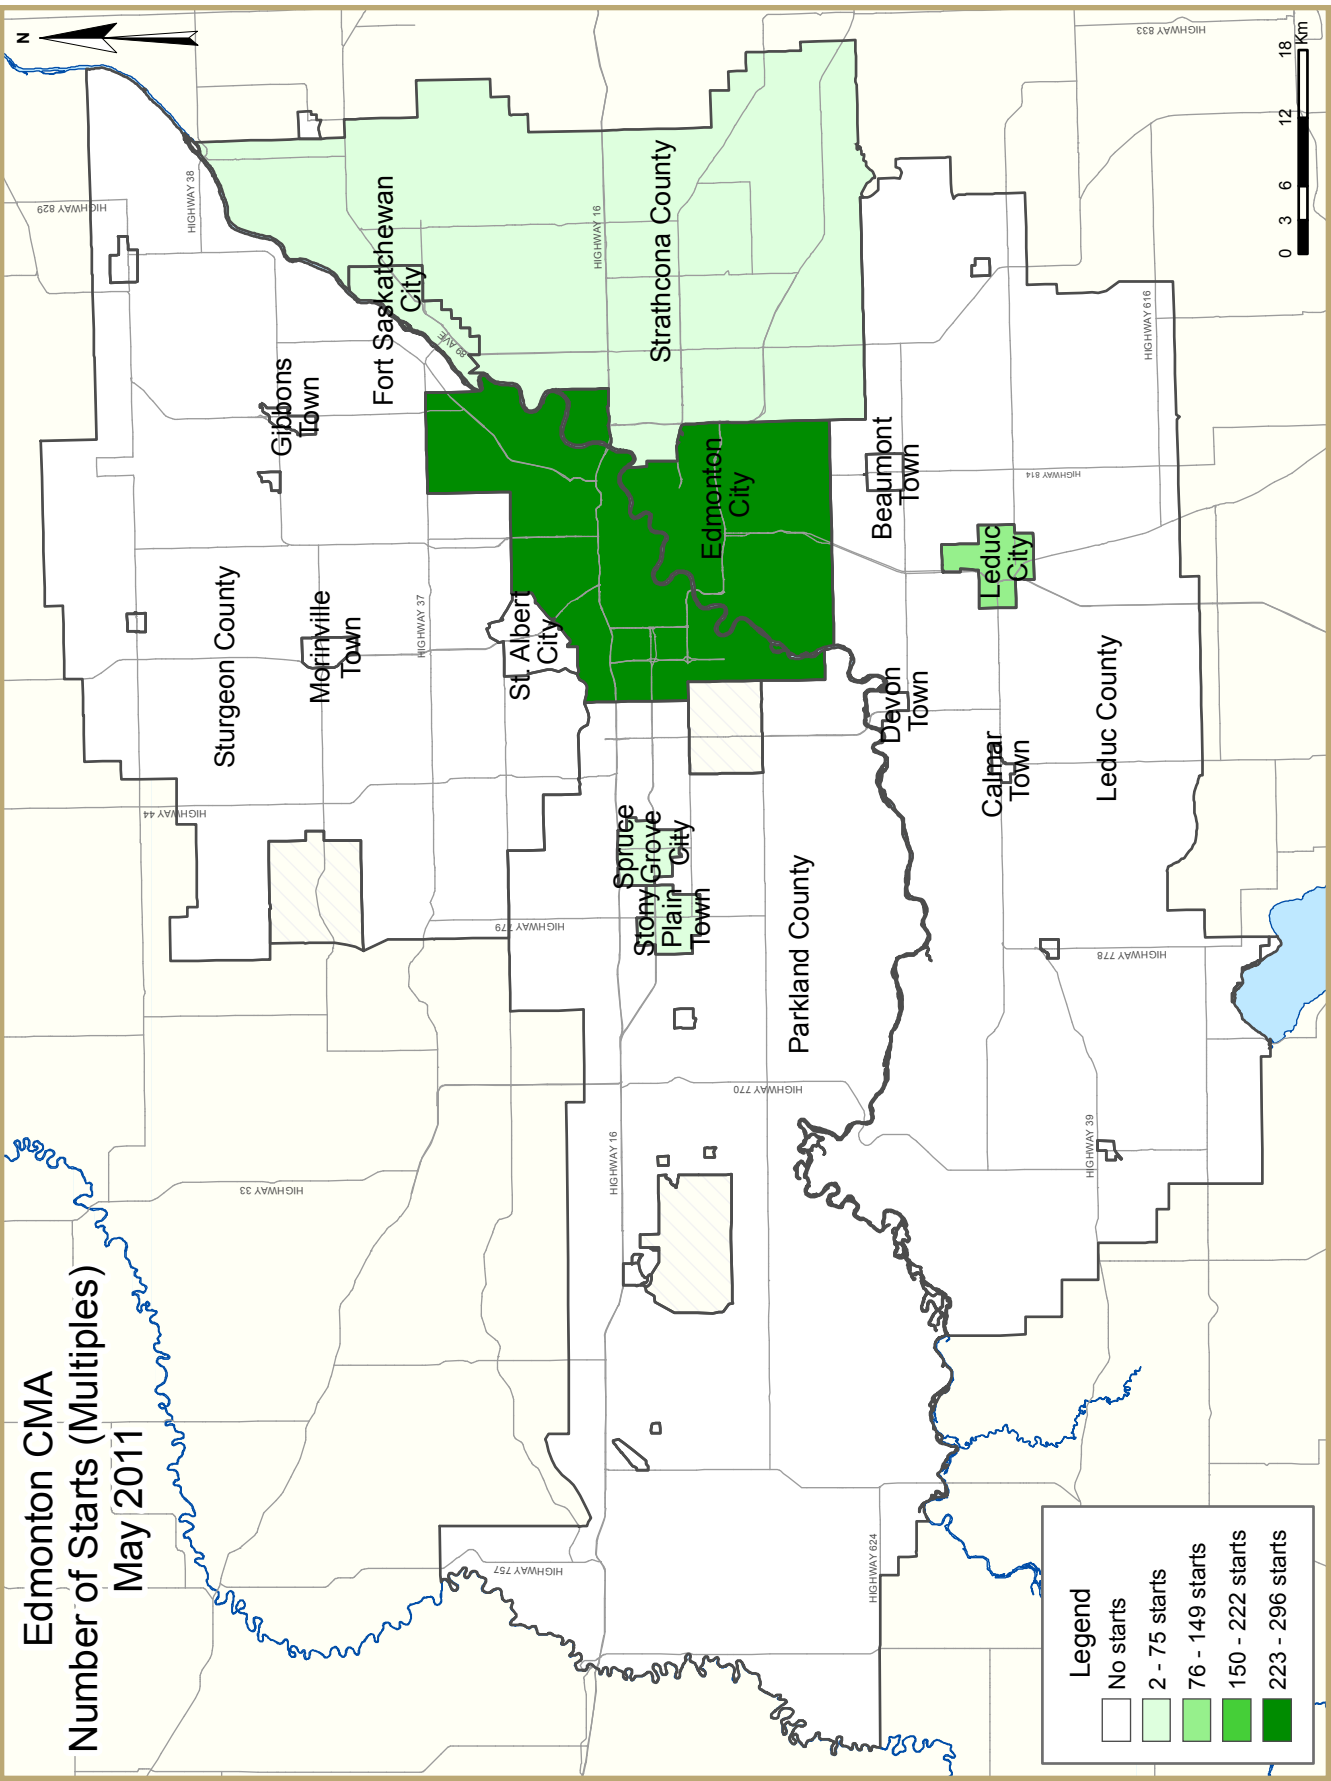 Edmonton CMA
Number of Starts (Multiples)
May 2011
N
HIGHWAY 829
HIGHWAY 38
HIGHWAY 833
Gibbons
Town
Fort Saskatchewan
City
89 AVE
Sturgeon County
Morinville
Town
HIGHWAY 37
HIGHWAY 44
St. Albert
City
HIGHWAY 16
Strathcona County
Edmonton
City
HIGHWAY 33
HIGHWAY 779
Spruce
Grove
City
Stony
Plain
Town
HIGHWAY 757
HIGHWAY 16
HIGHWAY 770
Parkland County
Beaumont
Town
Devon
Town
HIGHWAY 814
Leduc
City
Calmar
Town
Leduc County
HIGHWAY 616
HIGHWAY 778
HIGHWAY 39
HIGHWAY 624
Legend
No starts
2 - 75 starts
76 - 149 starts
150 - 222 starts
223 - 296 starts
0 3 6 12 18
Km